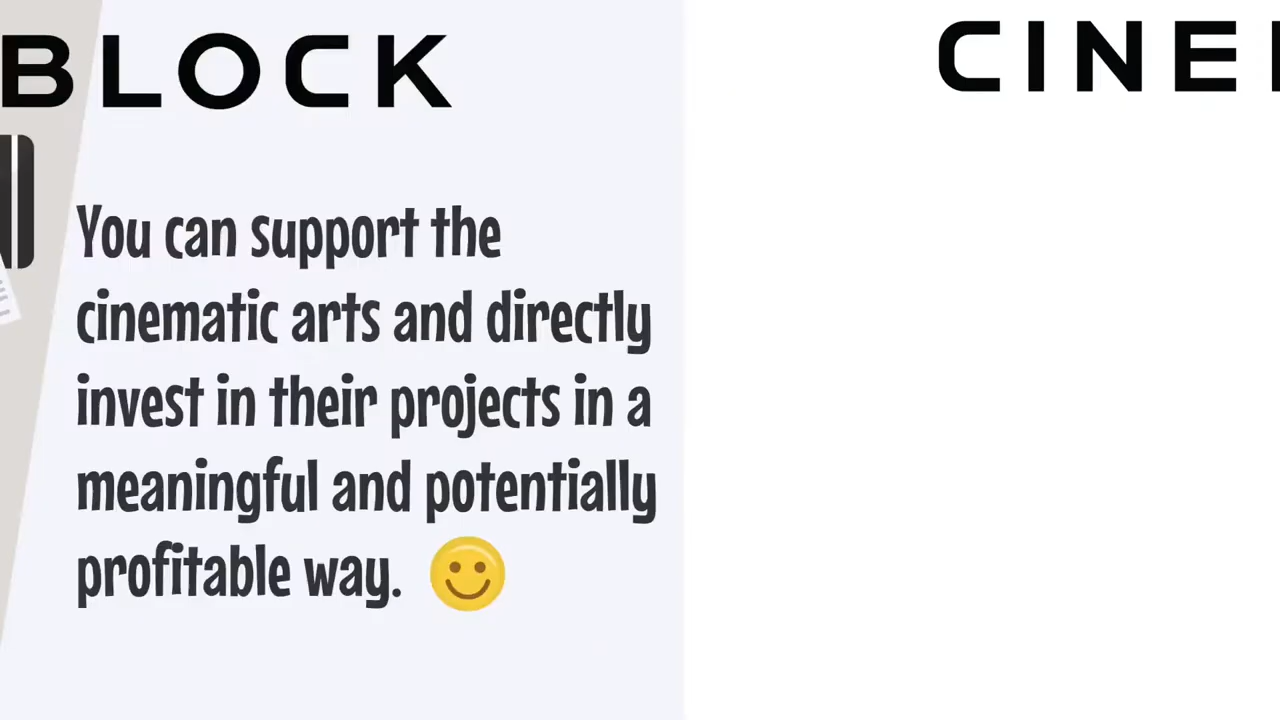 BLOCK
You can support the
cinematic arts and directly
invest in their projects in a
meaningful and potentially
profitable way.
CINE